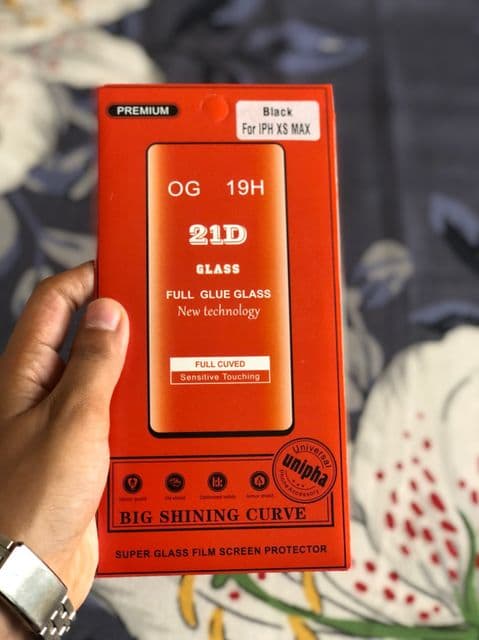 PREMIUM
Black
For IPH XS MAX
OG 19H
21D
GLASS
FULL GLUE GLASS
New technology
FULL CUVED
Sensitive Touching
Universal
unipha
BIG SHINING CURVE
SUPER GLASS FILM SCREEN PROTECTOR